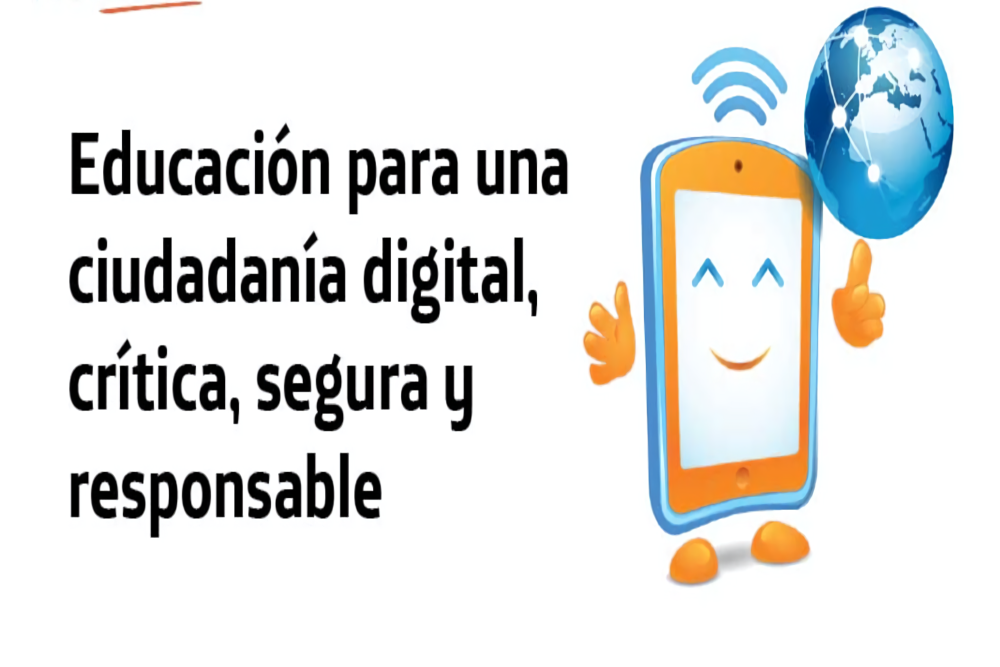 Educación para una
ciudadanía digital,
crítica, segura y
responsable